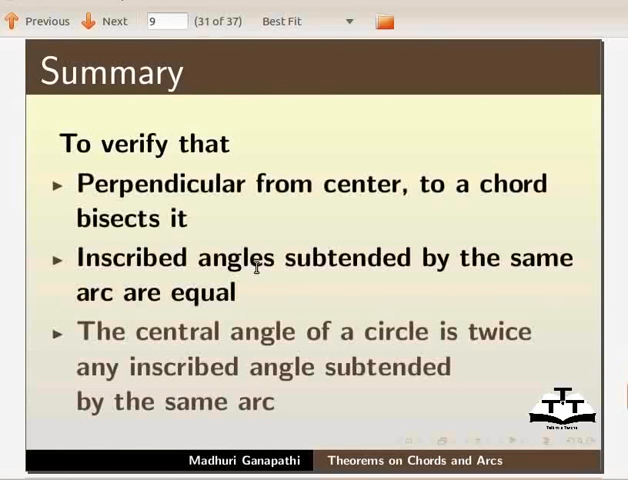 Previous Next 9 (31 of 37) Best Fit
Summary
To verify that
Perpendicular from center, to a chord
bisects it
Inscribed angles subtended by the same
arc are equal
The central angle of a circle is twice
any inscribed angle subtended
by the same arc
TTT
Madhuri Ganapathi Theorems on Chords and Arcs